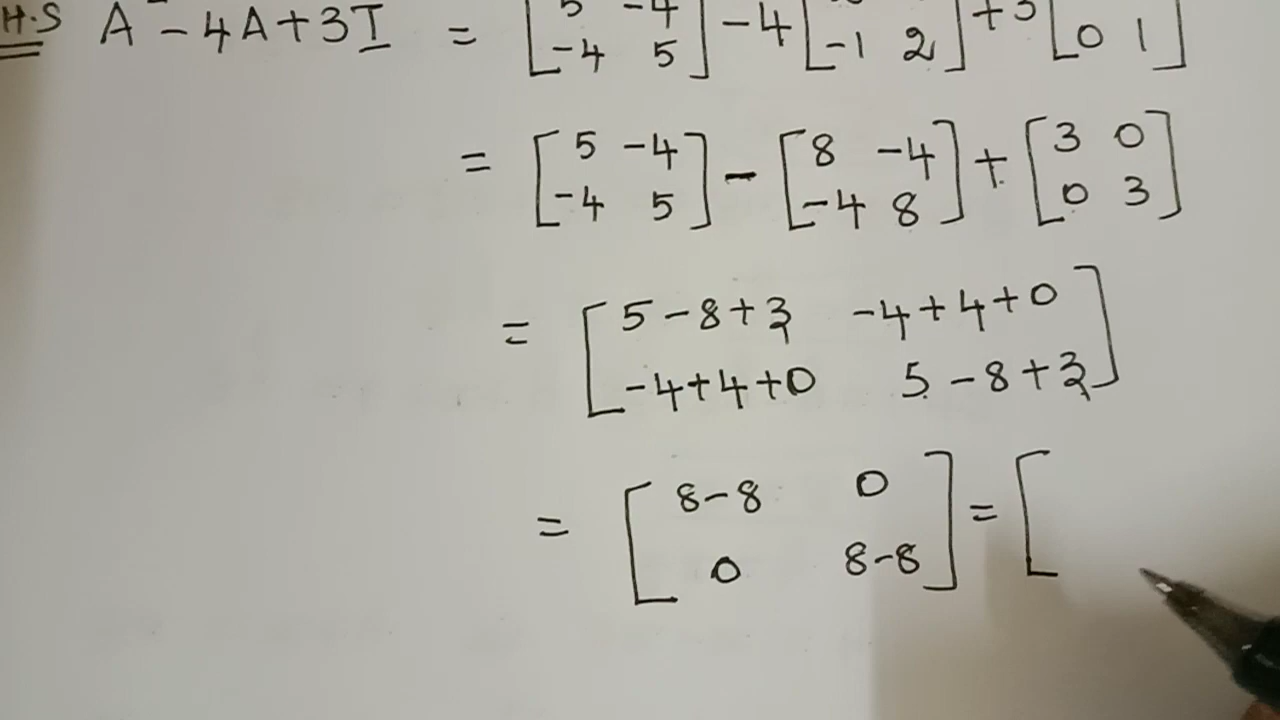 H.S A² - 4A + 3I = [5 -4; -4 5] - 4[; -1 2] + 3[; 0 1]
= [5 -4; -4 5] - [8 -4; -4 8] + [3 0; 0 3]
= [5-8+3 -4+4+0; -4+4+0 5-8+3]
= [8-8 0; 0 8-8] = [